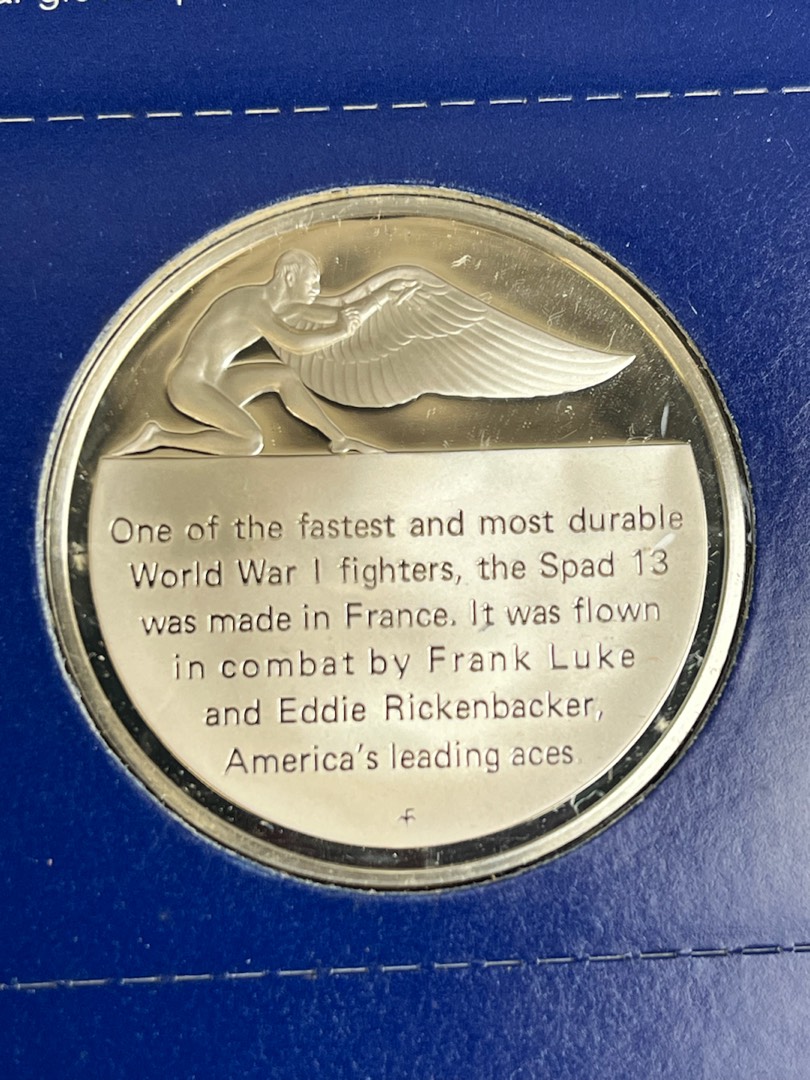 One of the fastest and most durable
World War I fighters, the Spad 13
was made in France. It was flown
in combat by Frank Luke
and Eddie Rickenbacker,
America's leading aces.